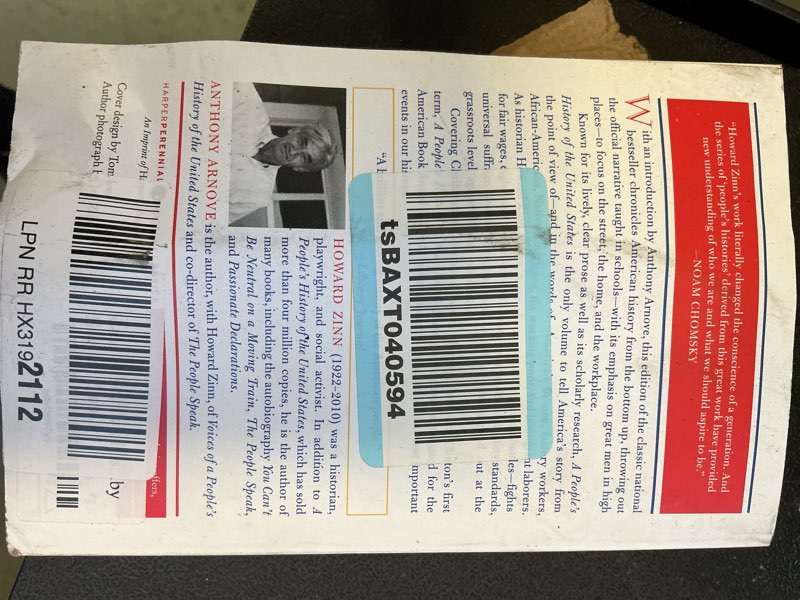 "Howard Zinn's work literally changed the conscience of a generation. And
the series of 'people's histories' derived from this great work have provided
new understanding of who we are and what we should aspire to be."
—NOAM CHOMSKY
With an introduction by Anthony Arnove, this edition of the classic national
bestseller chronicles American history from the bottom up, throwing out
the official narrative taught in schools—with its emphasis on great men in high
places—to focus on the street, the home, and the workplace.
Known for its lively, clear prose as well as its scholarly research, A People's
History of the United States is the only volume to tell America's story from
the point of view of—and in the words of
African-Americ ry workers,
As historian H nt laborers.
for fair wages, les—fights
universal suffra standards,
grassroots level ut at the
Covering Cl ton's first
term, A People d for the
American Book mportant
events in our his
"A
tsBAXT040594
HOWARD ZINN (1922–2010) was a historian,
playwright, and social activist. In addition to A
People's History of the United States, which has sold
more than four million copies, he is the author of
many books, including the autobiography You Can't
Be Neutral on a Moving Train, The People Speak,
and Passionate Declarations.
ANTHONY ARNOVE is the author, with Howard Zinn, of Voices of a People's
History of the United States and co-director of The People Speak.
HARPERPERENNIAL
An Imprint of H
ffers,
Cover design by Tom
Author photograph
by
LPN RR HX3192112